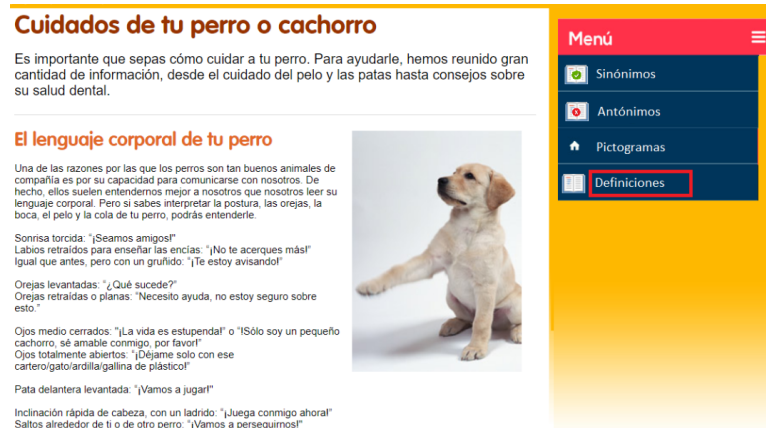 Cuidados de tu perro o cachorro
Es importante que sepas cómo cuidar a tu perro. Para ayudarle, hemos reunido gran
cantidad de información, desde el cuidado del pelo y las patas hasta consejos sobre
su salud dental.
El lenguaje corporal de tu perro
Una de las razones por las que los perros son tan buenos animales de
compañía es por su capacidad para comunicarse con nosotros. De
hecho, ellos suelen entendernos mejor a nosotros que nosotros leer su
lenguaje corporal. Pero si sabes interpretar la postura, las orejas, la
boca, el pelo y la cola de tu perro, podrás entenderle.
Sonrisa torcida: "¡Seamos amigos!"
Labios retraídos para enseñar las encías: "¡No te acerques más!"
Igual que antes, pero con un gruñido: "¡Te estoy avisando!"
Orejas levantadas: "¿Qué sucede?"
Orejas retraídas o planas: "Necesito ayuda, no estoy seguro sobre
esto."
Ojos medio cerrados: "¡La vida es estupenda!" o "!Sólo soy un pequeño
cachorro, sé amable conmigo, por favor!"
Ojos totalmente abiertos: "¡Déjame solo con ese
cartero/gato/ardilla/gallina de plástico!"
Pata delantera levantada: "¡Vamos a jugar!"
Inclinación rápida de cabeza, con un ladrido: "¡Juega conmigo ahora!"
Saltos alrededor de ti o de otro perro: "¡Vamos a perseguirnos!"
Menú
Sinónimos
Antónimos
Pictogramas
Definiciones